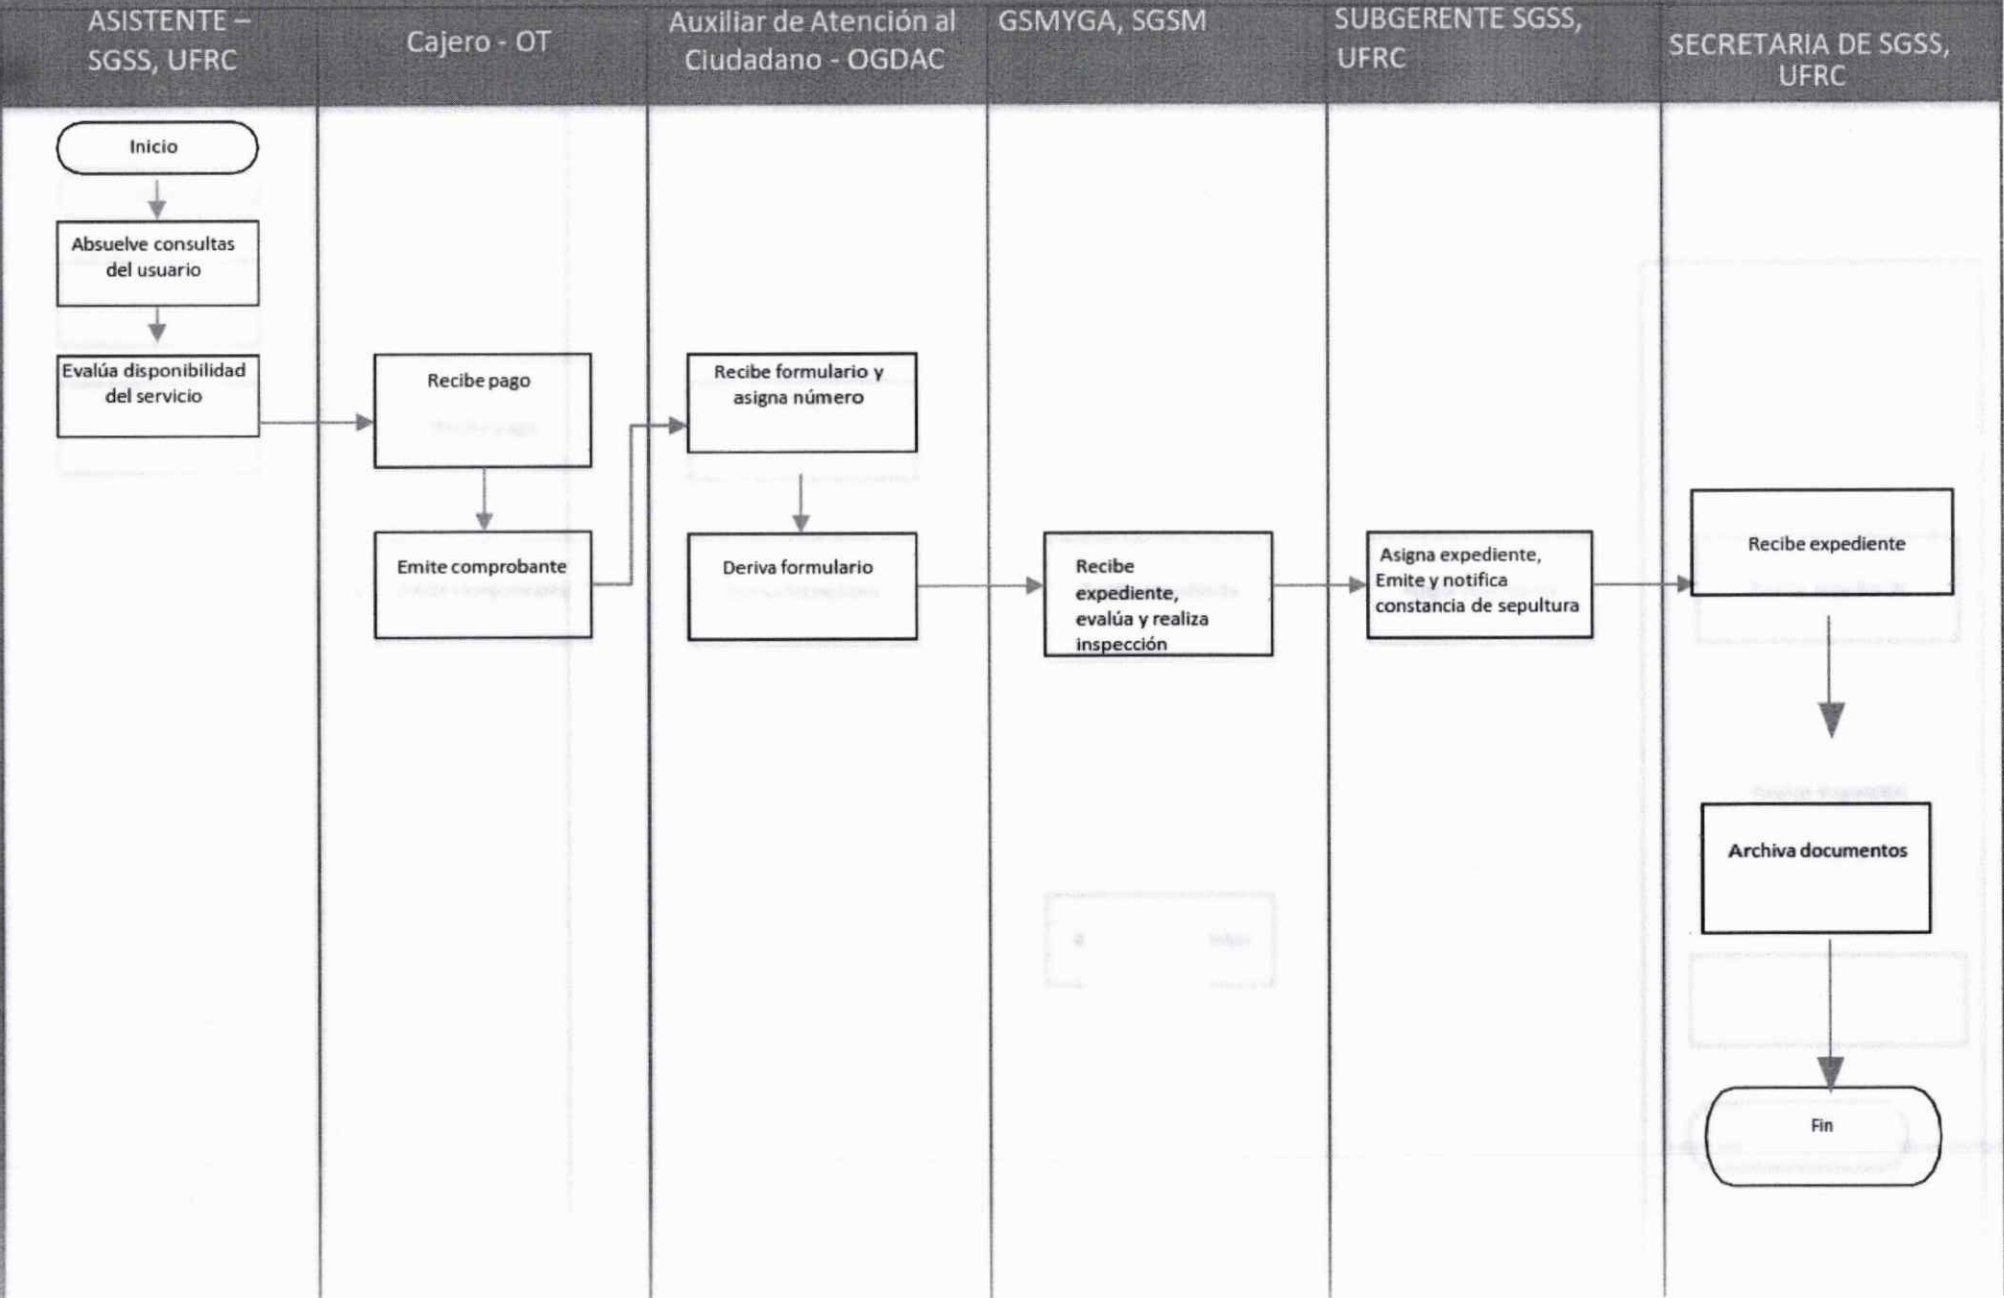 ASISTENTE –
SGSS, UFRC
Cajero - OT
Auxiliar de Atención al
Ciudadano - OGDAC
GSMYGA, SGSM
SUBGERENTE SGSS,
UFRC
SECRETARIA DE SGSS,
UFRC
Inicio
Absuelve consultas
del usuario
Evalúa disponibilidad
del servicio
Recibe pago
Emite comprobante
Recibe formulario y
asigna número
Deriva formulario
Recibe
expediente,
evalúa y realiza
inspección
Asigna expediente,
Emite y notifica
constancia de sepultura
Recibe expediente
Archiva documentos
Fin